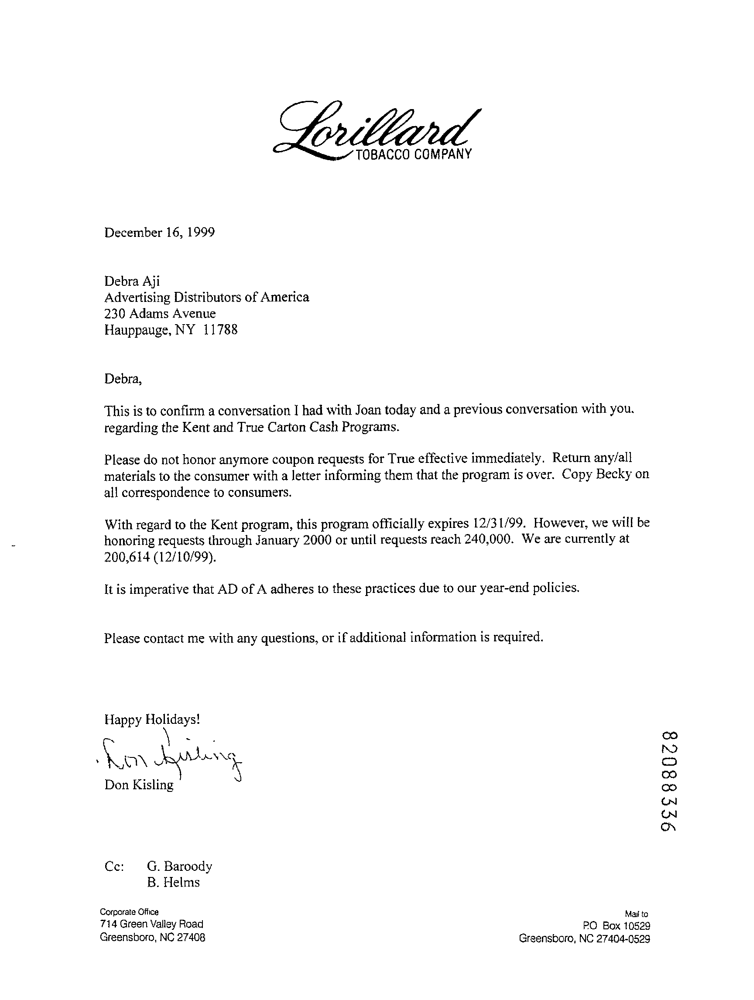 Lorillard
TOBACCO COMPANY
December 16, 1999
Debra Aji
Advertising Distributors of America
230 Adams Avenue
Hauppauge, NY 11788
Debra,
This is to confirm a conversation I had with Joan today and a previous conversation with you.
regarding the Kent and True Carton Cash Programs.
Please do not honor anymore coupon requests for True effective immediately. Return any/all
materials to the consumer with a letter informing them that the program is over. Copy Becky on
all correspondence to consumers.
With regard to the Kent program, this program officially expires 12/31/99. However, we will be
honoring requests through January 2000 or until requests reach 240,000. We are currently at
200,614 (12/10/99).
It is imperative that AD of A adheres to these practices due to our year-end policies.
Please contact me with any questions, or if additional information is required.
Happy Holidays!
Don Kisling
Don Kisling
82088336
Cc: G. Baroody
B. Helms
Corporate Office
714 Green Valley Road
Greensboro, NC 27408
Mail to
P.O. Box 10529
Greensboro, NC 27404-0529